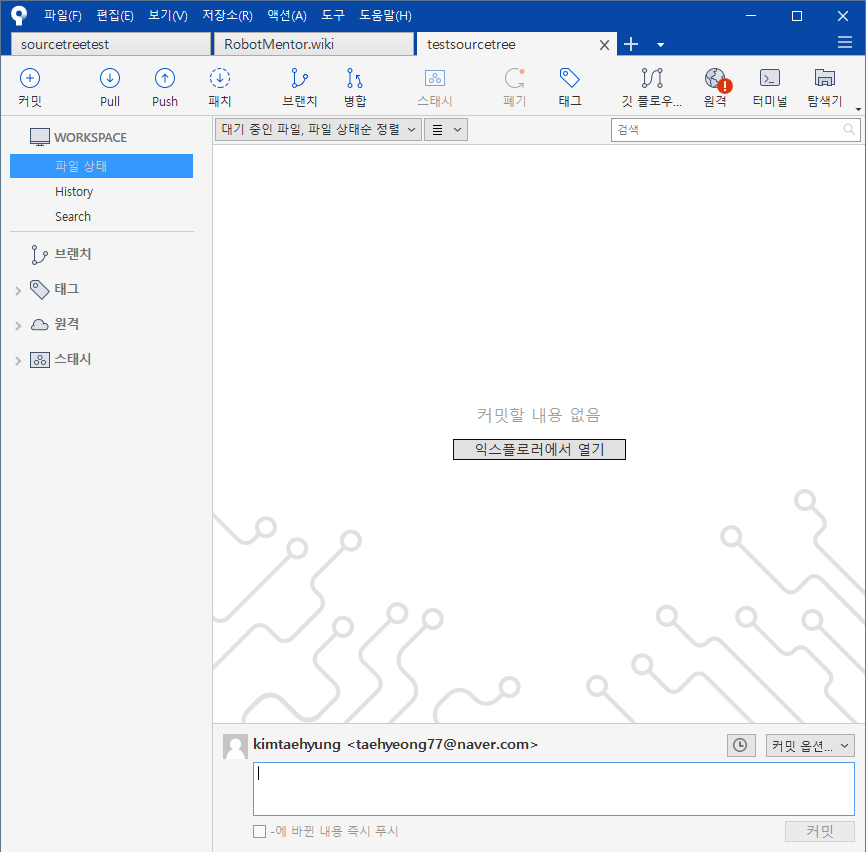 파일(F) 편집(E) 보기(V) 저장소(R) 액션(A) 도구 도움말(H)
sourcetreetest RobotMentor.wiki testsourcetree
커밋 Pull Push 패치 브랜치 병합 스태시 폐기 태그 깃 플로우... 원격 터미널 탐색기
대기 중인 파일, 파일 상태순 정렬 검색
WORKSPACE
파일 상태
History
Search
브랜치
태그
원격
스태시
커밋할 내용 없음
익스플로러에서 열기
kimtaehyung <taehyeong77@naver.com> 커밋 옵션...
-에 바뀐 내용 즉시 푸시 커밋